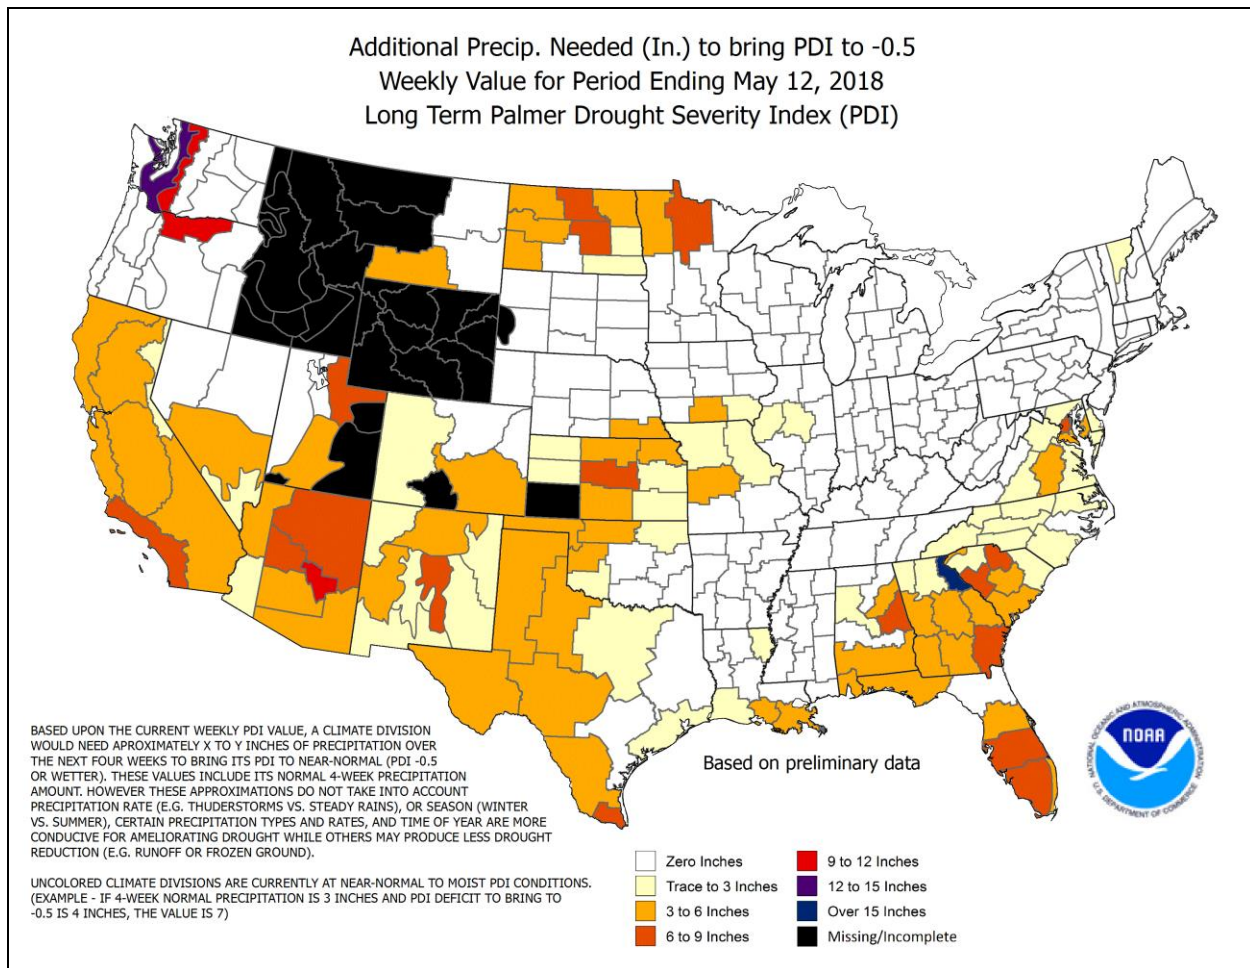 Additional Precip. Needed (In.) to bring PDI to -0.5
Weekly Value for Period Ending May 12, 2018
Long Term Palmer Drought Severity Index (PDI)
BASED UPON THE CURRENT WEEKLY PDI VALUE, A CLIMATE DIVISION
WOULD NEED APROXIMATELY X TO Y INCHES OF PRECIPITATION OVER
THE NEXT FOUR WEEKS TO BRING ITS PDI TO NEAR-NORMAL (PDI -0.5
OR WETTER). THESE VALUES INCLUDE ITS NORMAL 4-WEEK PRECIPITATION
AMOUNT. HOWEVER THESE APPROXIMATIONS DO NOT TAKE INTO ACCOUNT
PRECIPITATION RATE (E.G. THUDERSTORMS VS. STEADY RAINS), OR SEASON (WINTER
VS. SUMMER), CERTAIN PRECIPITATION TYPES AND RATES, AND TIME OF YEAR ARE MORE
CONDUCIVE FOR AMELIORATING DROUGHT WHILE OTHERS MAY PRODUCE LESS DROUGHT
REDUCTION (E.G. RUNOFF OR FROZEN GROUND).
UNCOLORED CLIMATE DIVISIONS ARE CURRENTLY AT NEAR-NORMAL TO MOIST PDI CONDITIONS.
(EXAMPLE - IF 4-WEEK NORMAL PRECIPITATION IS 3 INCHES AND PDI DEFICIT TO BRING TO
-0.5 IS 4 INCHES, THE VALUE IS 7)
Based on preliminary data
NATIONAL OCEANIC AND ATMOSPHERIC ADMINISTRATION
NOAA
U.S. DEPARTMENT OF COMMERCE
Zero Inches
Trace to 3 Inches
3 to 6 Inches
6 to 9 Inches
9 to 12 Inches
12 to 15 Inches
Over 15 Inches
Missing/Incomplete